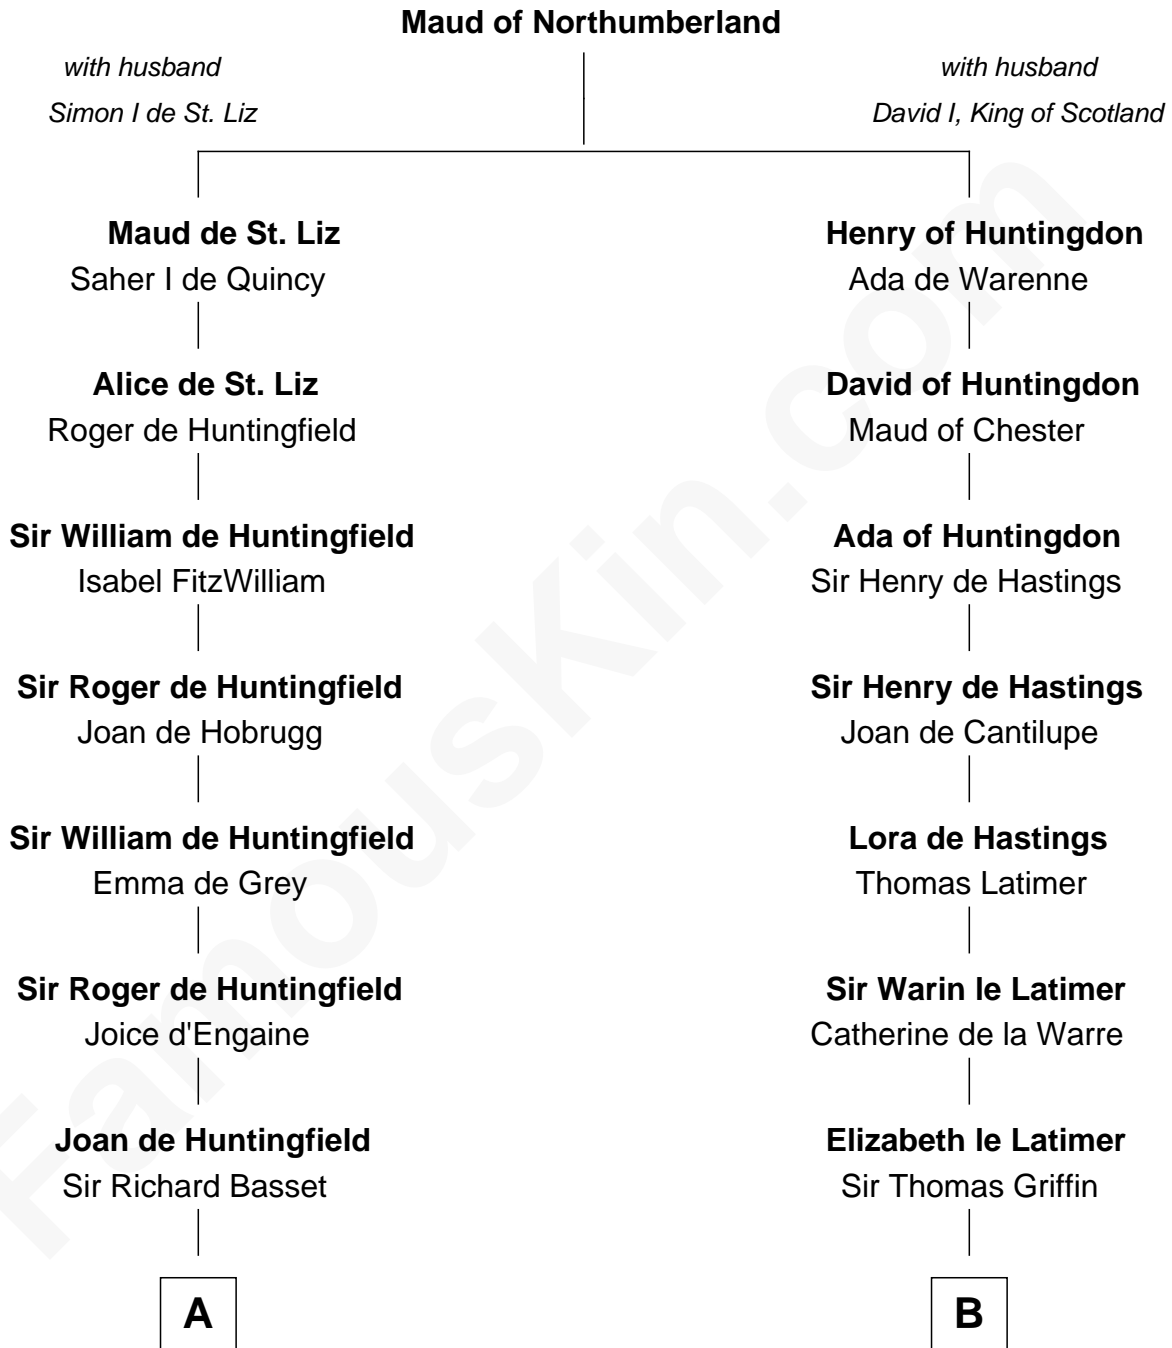 Maud of Northumberland
with husband
Simon I de St. Liz
with husband
David I, King of Scotland
Maud de St. Liz
Saher I de Quincy
Henry of Huntingdon
Ada de Warenne
Alice de St. Liz
Roger de Huntingfield
David of Huntingdon
Maud of Chester
Sir William de Huntingfield
Isabel FitzWilliam
Ada of Huntingdon
Sir Henry de Hastings
Sir Roger de Huntingfield
Joan de Hobrugg
Sir Henry de Hastings
Joan de Cantilupe
Sir William de Huntingfield
Emma de Grey
Lora de Hastings
Thomas Latimer
Sir Roger de Huntingfield
Joice d'Engaine
Sir Warin le Latimer
Catherine de la Warre
Joan de Huntingfield
Sir Richard Basset
Elizabeth le Latimer
Sir Thomas Griffin
A
B
FamousKin.com